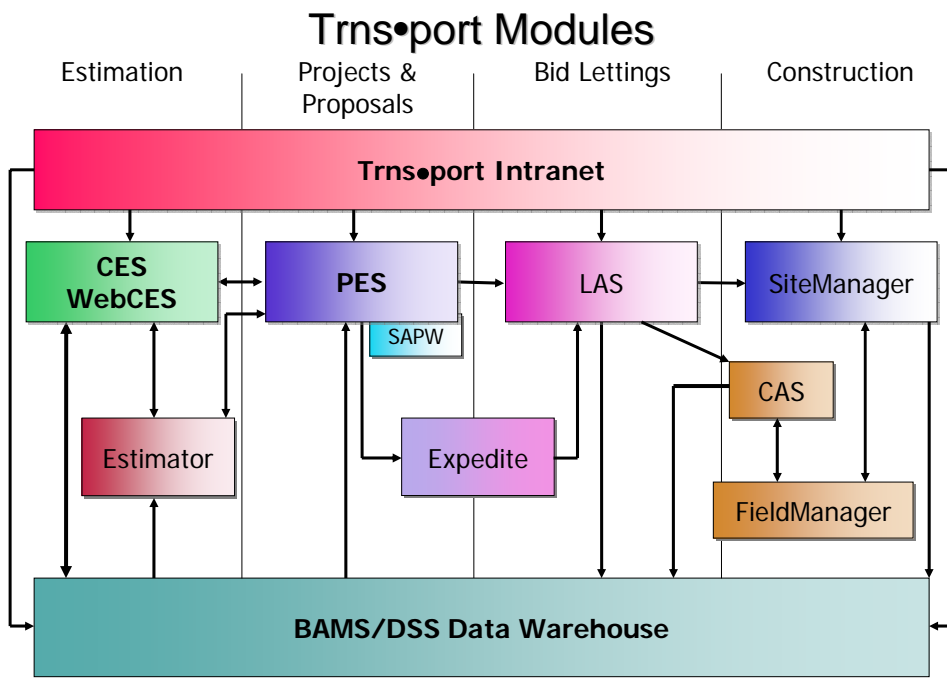 Trns•port Modules
Estimation
Projects &
Proposals
Bid Lettings
Construction
Trns•port Intranet
CES
WebCES
PES
LAS
SiteManager
SAPW
CAS
Estimator
Expedite
FieldManager
BAMS/DSS Data Warehouse